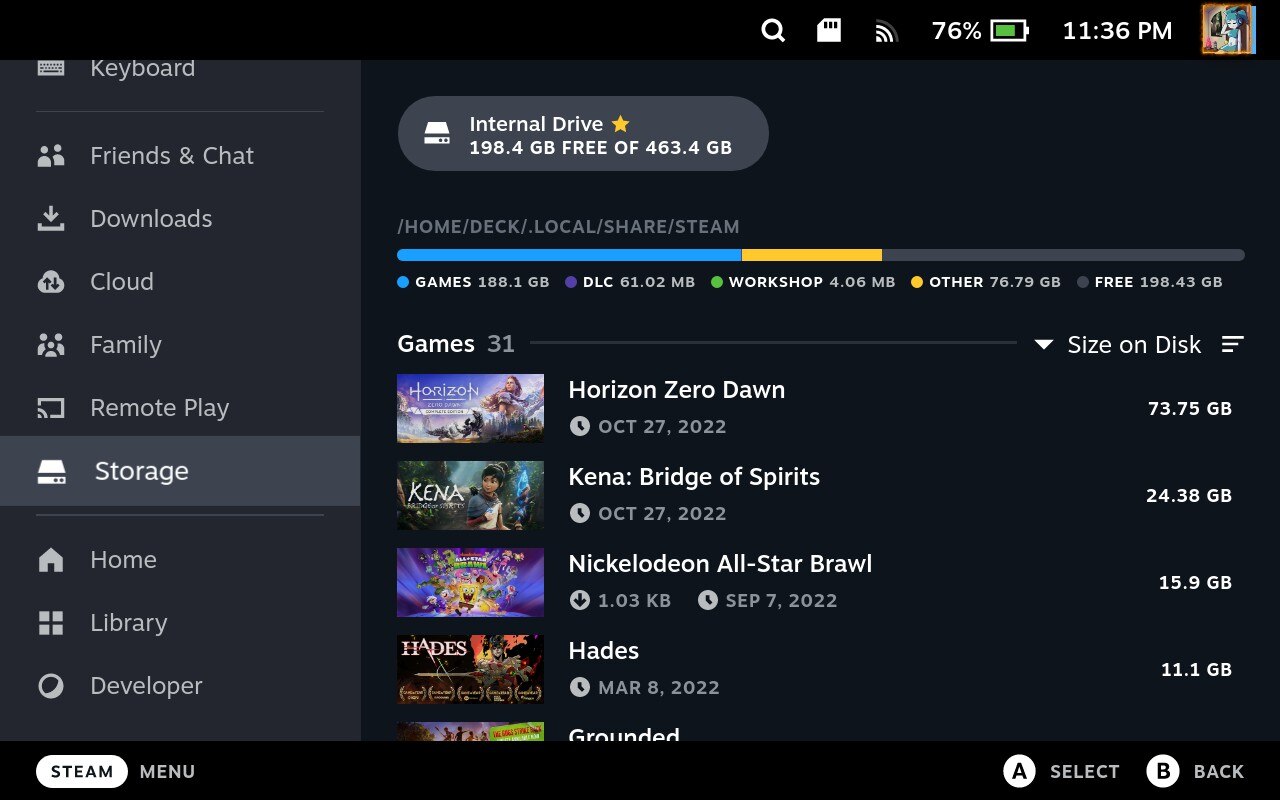 76% 11:36 PM
Keyboard
Friends & Chat
Downloads
Cloud
Family
Remote Play
Storage
Home
Library
Developer
Internal Drive
198.4 GB FREE OF 463.4 GB
/HOME/DECK/.LOCAL/SHARE/STEAM
GAMES 188.1 GB DLC 61.02 MB WORKSHOP 4.06 MB OTHER 76.79 GB FREE 198.43 GB
Games 31 Size on Disk
HORIZON
ZERO DAWN
COMPLETE EDITION
Horizon Zero Dawn
OCT 27, 2022
73.75 GB
KENA
BRIDGE OF SPIRITS
Kena: Bridge of Spirits
OCT 27, 2022
24.38 GB
ALL-STAR
BRAWL
Nickelodeon All-Star Brawl
1.03 KB SEP 7, 2022
15.9 GB
HADES
Hades
MAR 8, 2022
11.1 GB
Grounded
STEAM MENU A SELECT B BACK